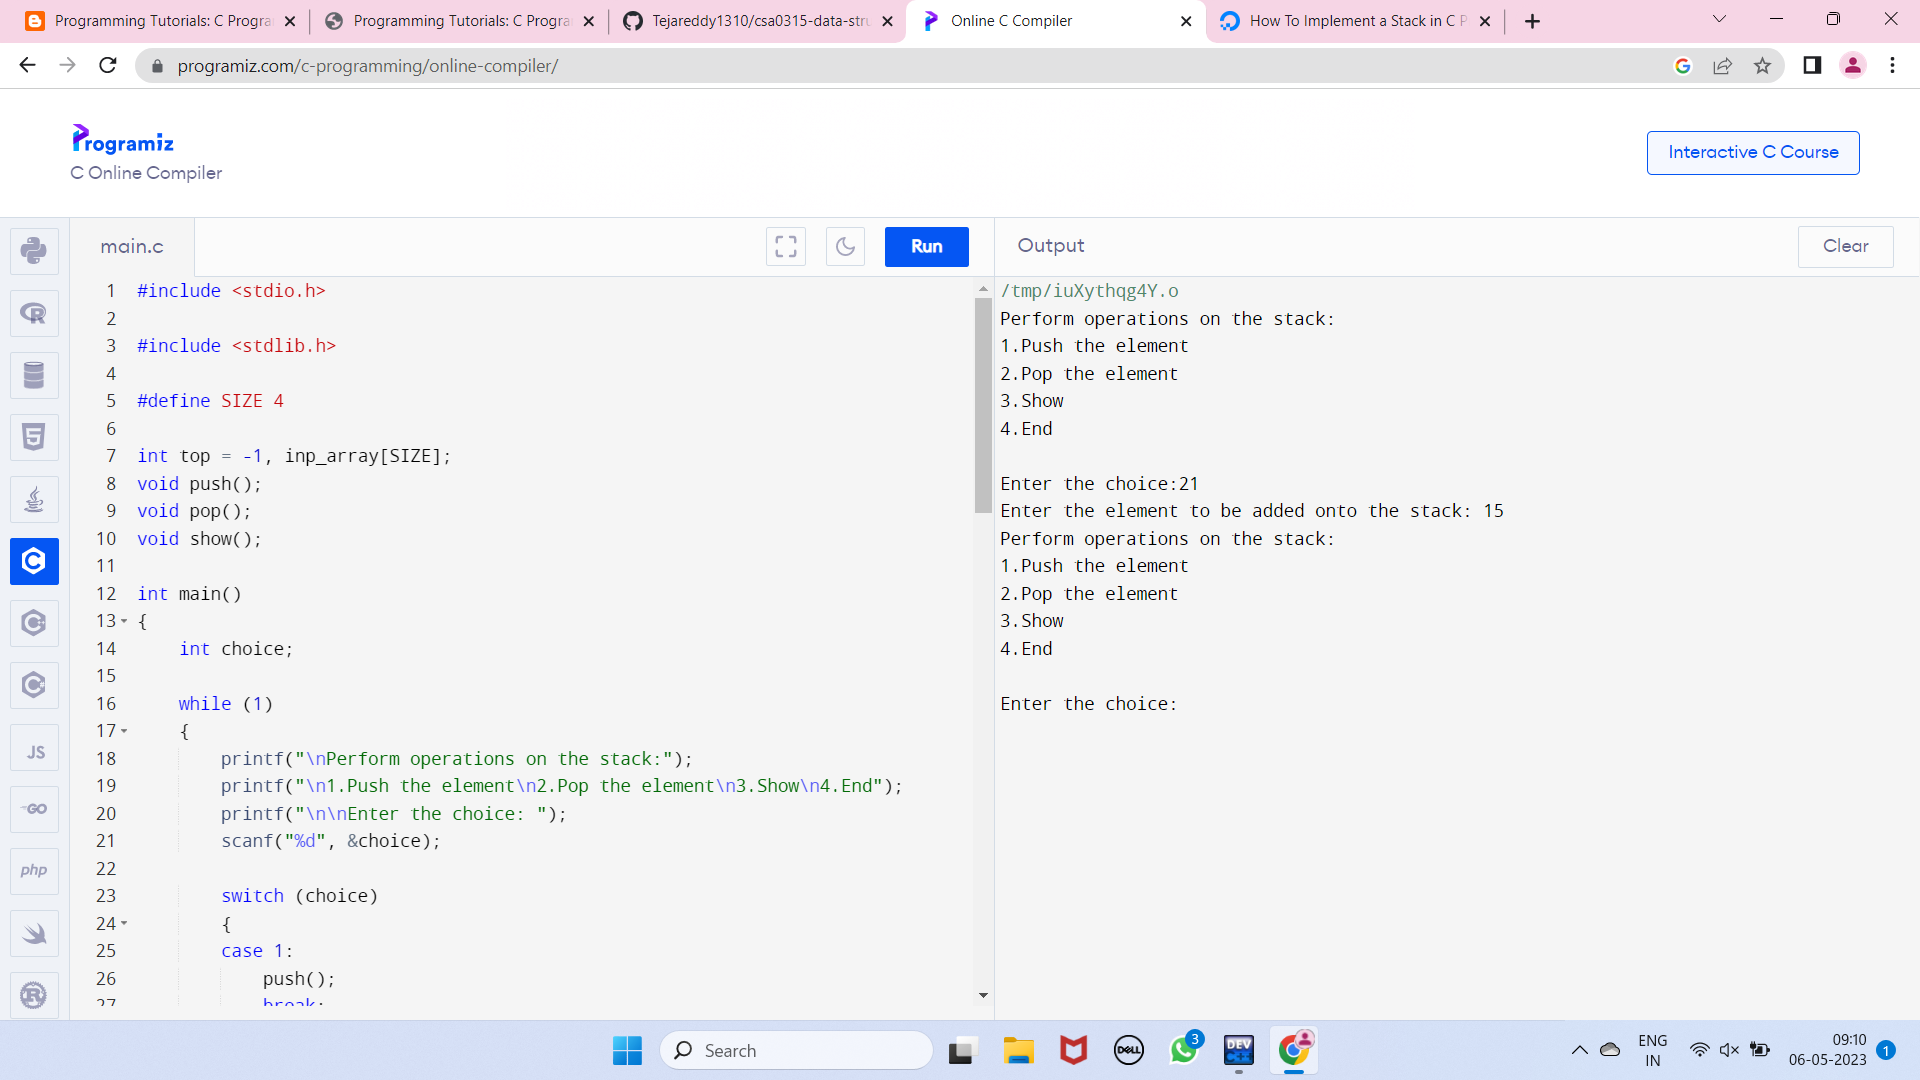 Programming Tutorials: C Progra
Programming Tutorials: C Progra
Tejareddy1310/csa0315-data-stru
Online C Compiler
How To Implement a Stack in C P
programiz.com/c-programming/online-compiler/
Programiz
C Online Compiler
Interactive C Course
main.c
Run
Output
Clear
1 #include <stdio.h>
2
3 #include <stdlib.h>
4
5 #define SIZE 4
6
7 int top = -1, inp_array[SIZE];
8 void push();
9 void pop();
10 void show();
11
12 int main()
13 {
14 int choice;
15
16 while (1)
17 {
18 printf("\nPerform operations on the stack:");
19 printf("\n1.Push the element\n2.Pop the element\n3.Show\n4.End");
20 printf("\n\nEnter the choice: ");
21 scanf("%d", &choice);
22
23 switch (choice)
24 {
25 case 1:
26 push();
27 break;
/tmp/iuXythqg4Y.o
Perform operations on the stack:
1.Push the element
2.Pop the element
3.Show
4.End
Enter the choice:21
Enter the element to be added onto the stack: 15
Perform operations on the stack:
1.Push the element
2.Pop the element
3.Show
4.End
Enter the choice:
JS
GO
php
Search
DELL
3
DEV
ENG
IN
09:10
06-05-2023
1